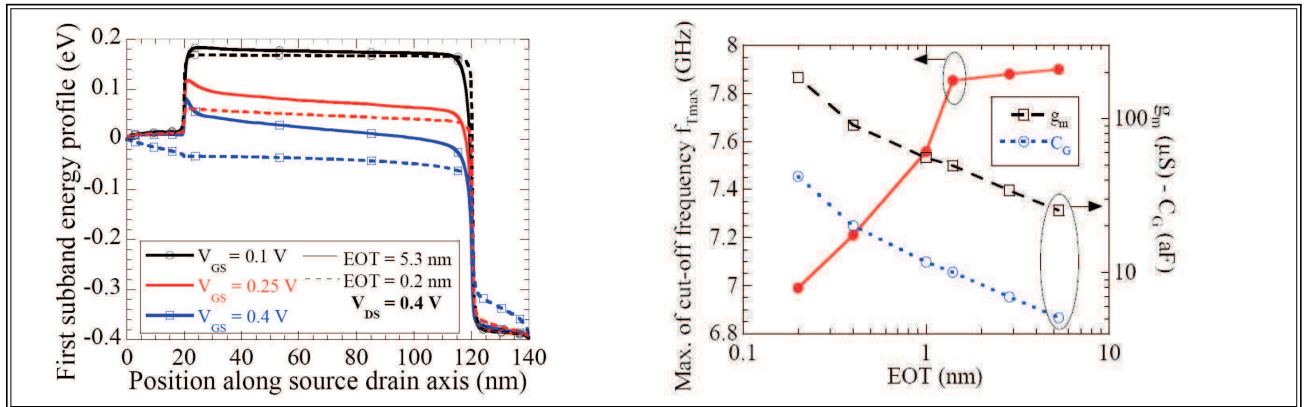 First subband energy profile (eV)
0.2
0.1
0
-0.1
-0.2
-0.3
-0.4
V_GS = 0.1 V
V_GS = 0.25 V
V_GS = 0.4 V
EOT = 5.3 nm
EOT = 0.2 nm
V_DS = 0.4 V
0 20 40 60 80 100 120 140
Position along source drain axis (nm)
Max. of cut-off frequency f_Tmax (GHz)
8
7.8
7.6
7.4
7.2
7
6.8
g_m
C_G
100
10
g_m (µS) - C_G (aF)
0.1 1 10
EOT (nm)